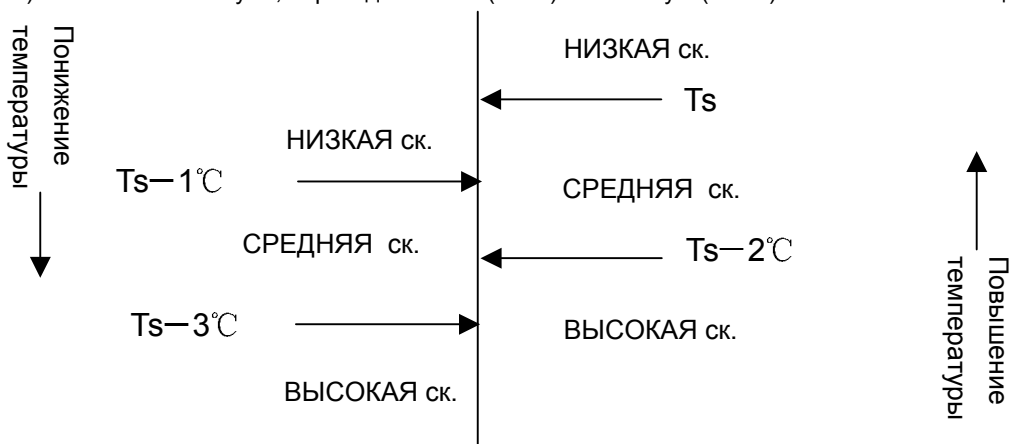 Понижение
температуры
НИЗКАЯ ск.
Ts
НИЗКАЯ ск.
Ts－1℃
СРЕДНЯЯ ск.
СРЕДНЯЯ ск.
Ts－2℃
Ts－3℃
ВЫСОКАЯ ск.
ВЫСОКАЯ ск.
Повышение
температуры